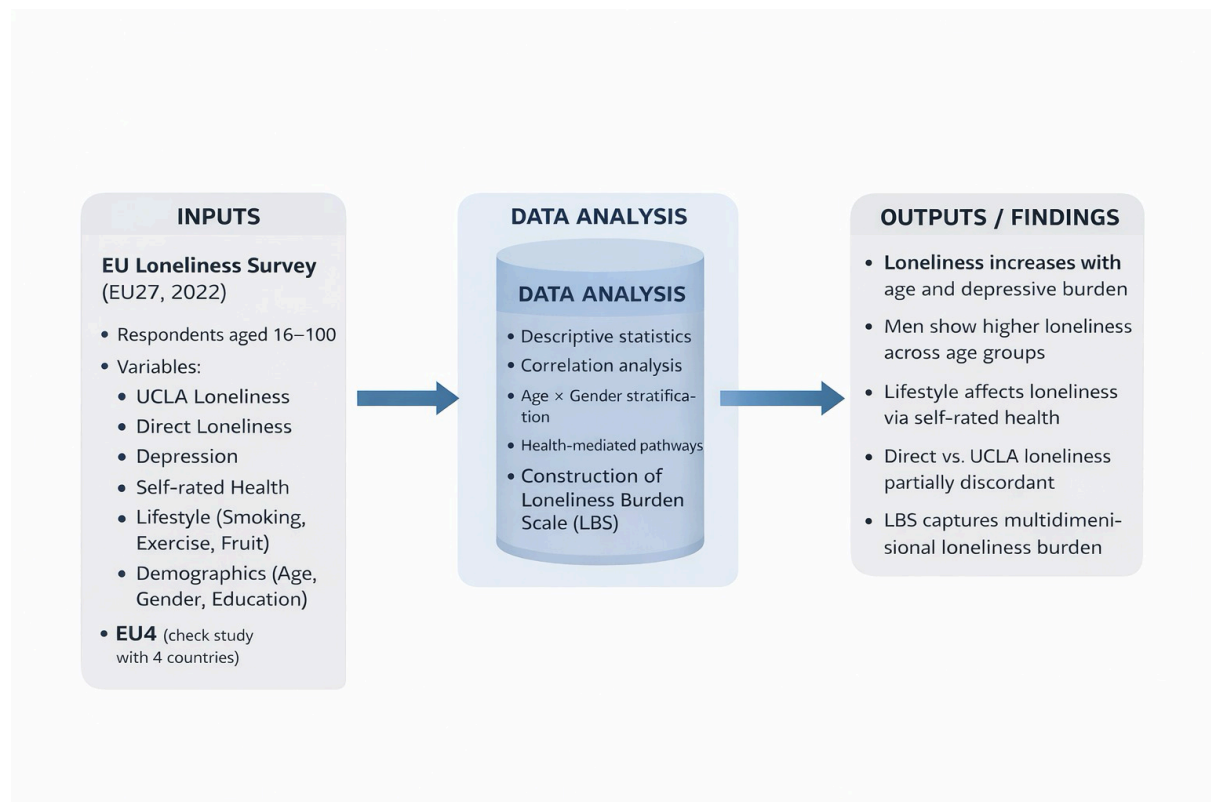 INPUTS
EU Loneliness Survey
(EU27, 2022)
• Respondents aged 16–100
• Variables:
• UCLA Loneliness
• Direct Loneliness
• Depression
• Self-rated Health
• Lifestyle (Smoking,
Exercise, Fruit)
• Demographics (Age,
Gender, Education)
• EU4 (check study
with 4 countries)
DATA ANALYSIS
DATA ANALYSIS
• Descriptive statistics
• Correlation analysis
• Age × Gender stratifica-
tion
• Health-mediated pathways
• Construction of
Loneliness Burden
Scale (LBS)
OUTPUTS / FINDINGS
• Loneliness increases with
age and depressive burden
• Men show higher loneliness
across age groups
• Lifestyle affects loneliness
via self-rated health
• Direct vs. UCLA loneliness
partially discordant
• LBS captures multidimeni-
sional loneliness burden